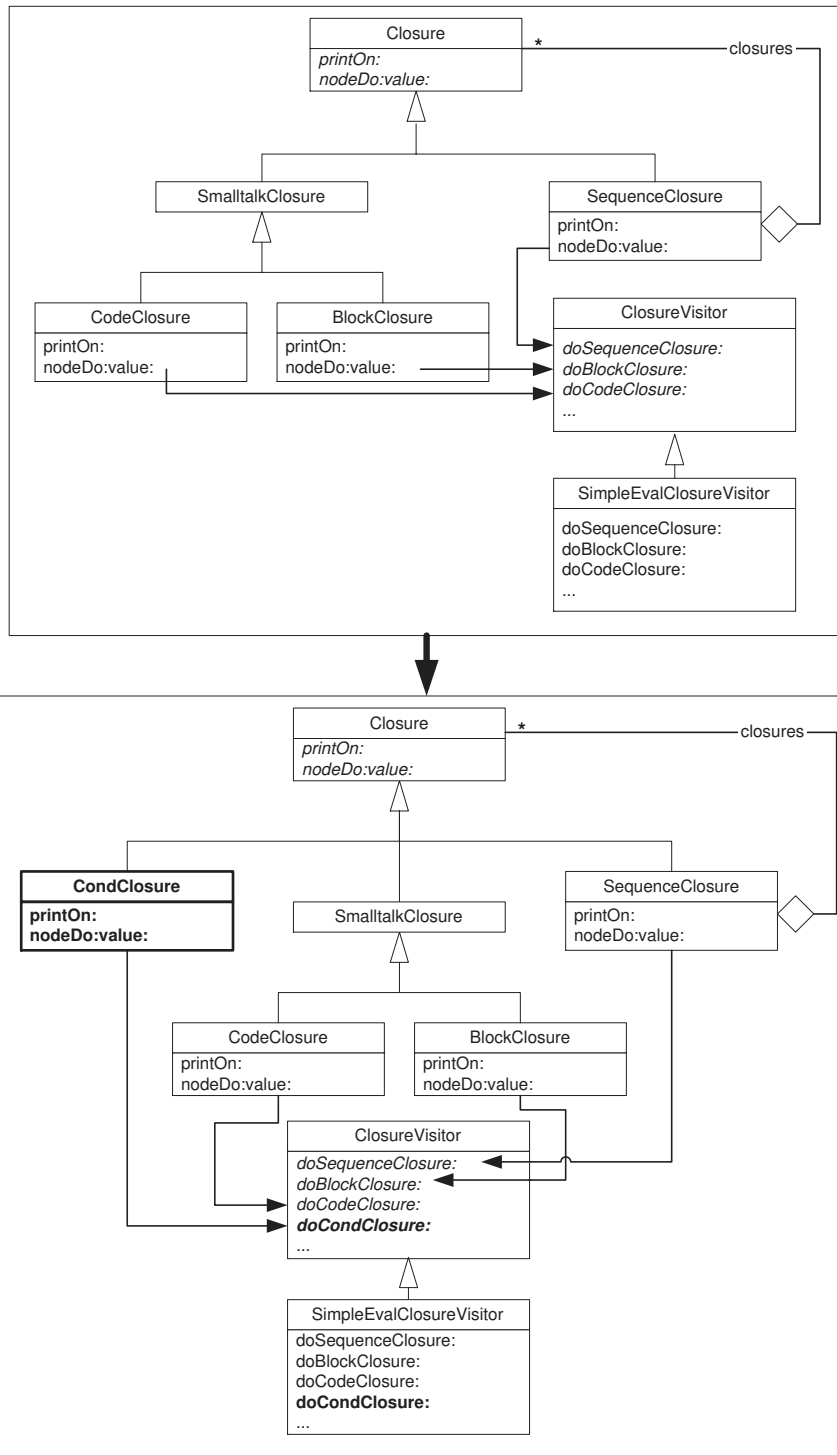 Closure
*
closures
printOn:
nodeDo:value:
SmalltalkClosure
SequenceClosure
printOn:
nodeDo:value:
CodeClosure
printOn:
nodeDo:value:
BlockClosure
printOn:
nodeDo:value:
ClosureVisitor
doSequenceClosure:
doBlockClosure:
doCodeClosure:
...
SimpleEvalClosureVisitor
doSequenceClosure:
doBlockClosure:
doCodeClosure:
...
Closure
*
closures
printOn:
nodeDo:value:
CondClosure
printOn:
nodeDo:value:
SmalltalkClosure
SequenceClosure
printOn:
nodeDo:value:
CodeClosure
printOn:
nodeDo:value:
BlockClosure
printOn:
nodeDo:value:
ClosureVisitor
doSequenceClosure:
doBlockClosure:
doCodeClosure:
doCondClosure:
...
SimpleEvalClosureVisitor
doSequenceClosure:
doBlockClosure:
doCodeClosure:
doCondClosure:
...